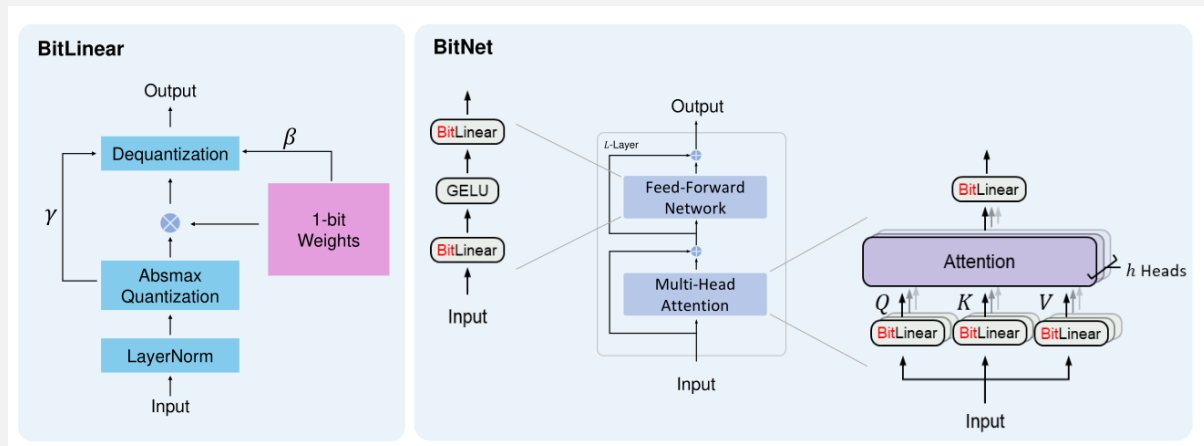 BitLinear
Output
Dequantization
β
γ
1-bit
Weights
Absmax
Quantization
LayerNorm
Input
BitNet
BitLinear
GELU
BitLinear
Input
Output
L-Layer
Feed-Forward
Network
Multi-Head
Attention
Input
BitLinear
Attention
h Heads
Q K V
BitLinear BitLinear BitLinear
Input